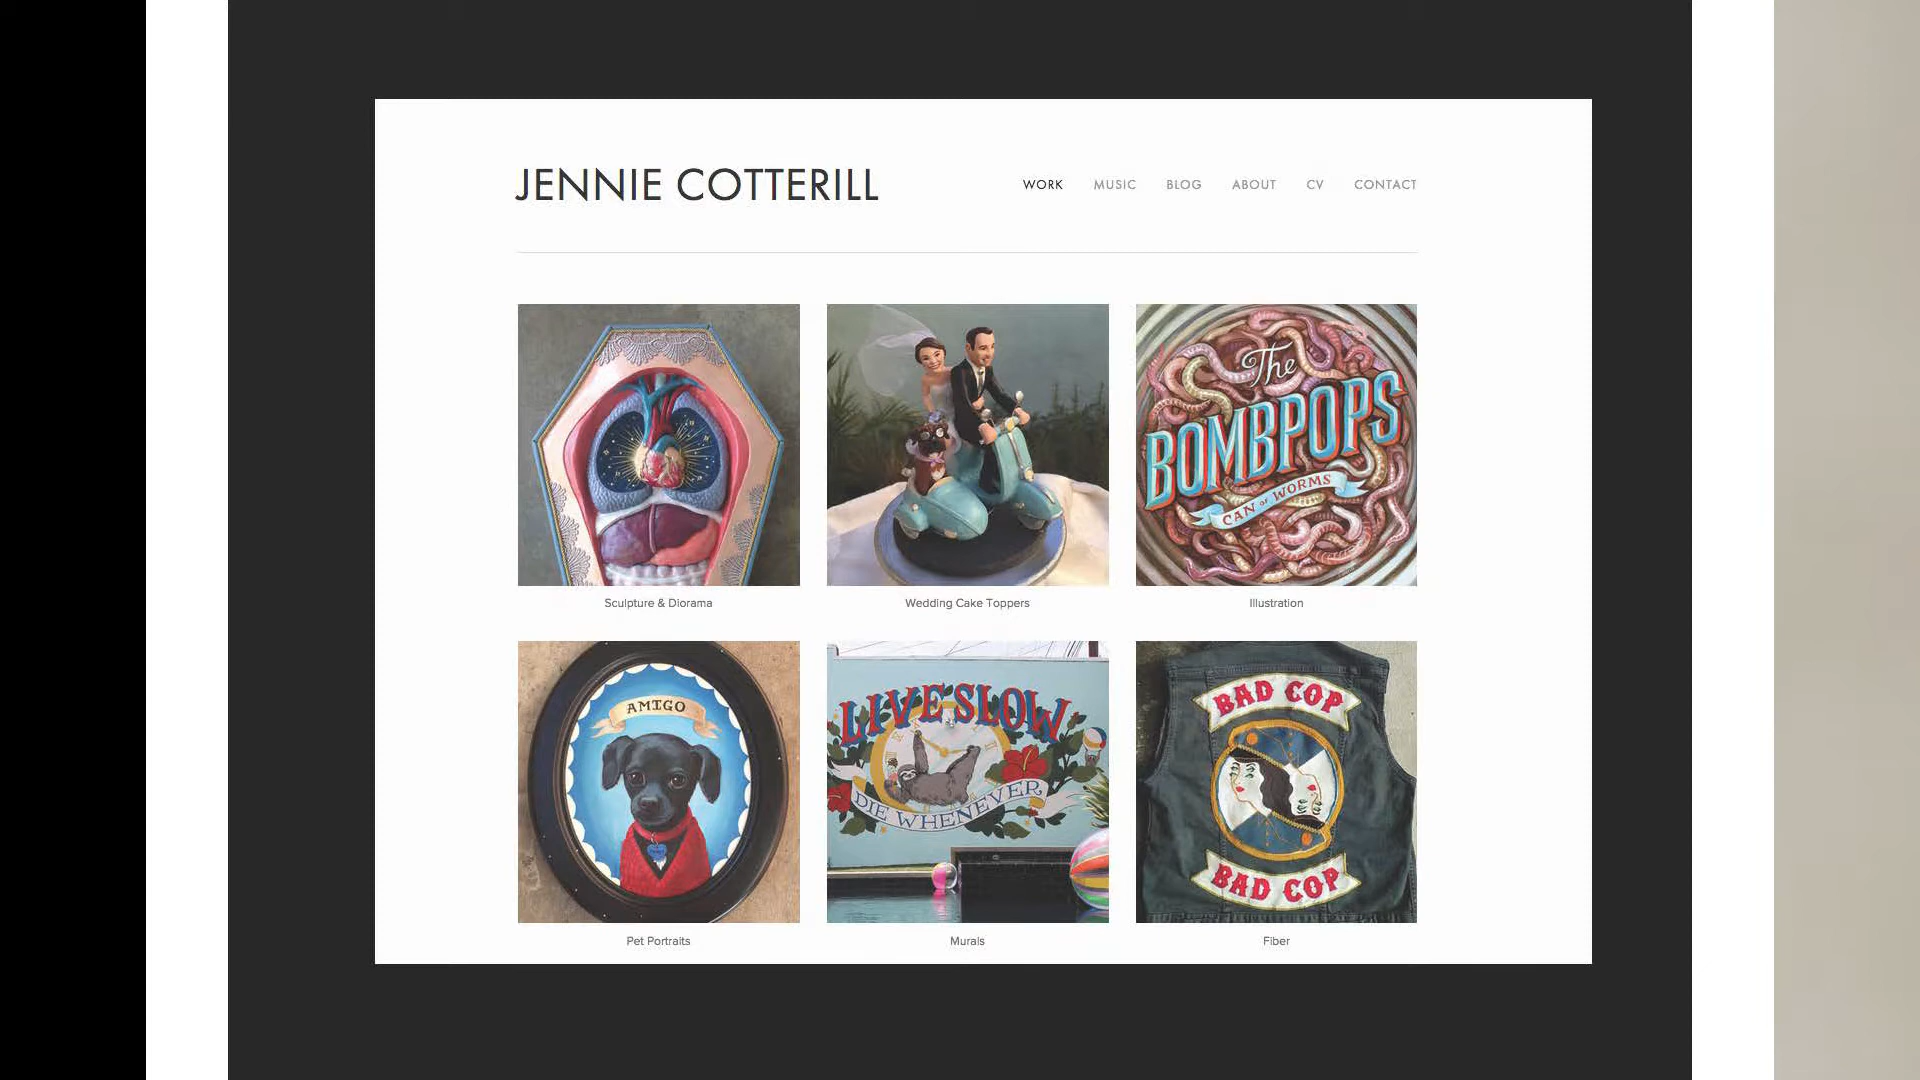 JENNIE COTTERILL
WORK MUSIC BLOG ABOUT CV CONTACT
The
BOMBPOPS
CAN OF WORMS
Sculpture & Diorama
Wedding Cake Toppers
Illustration
AMIGO
LIVE SLOW
DIE WHENEVER
BAD COP
BAD COP
Pet Portraits
Murals
Fiber